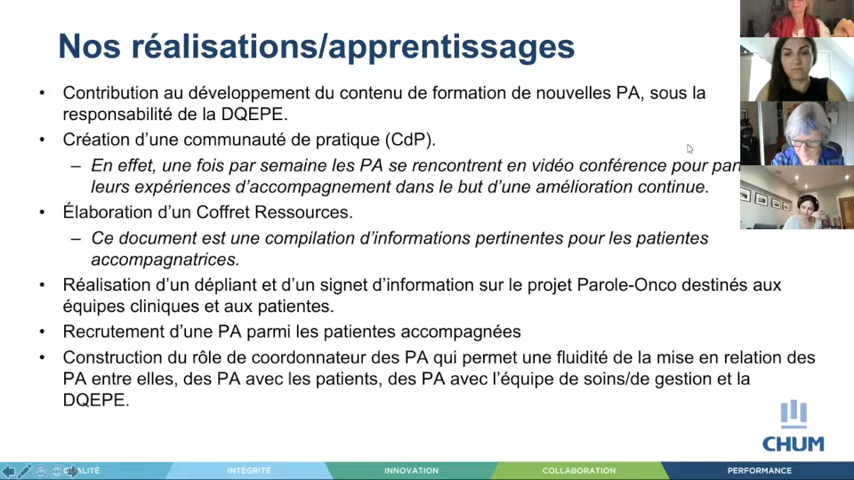 Nos réalisations/apprentissages
• Contribution au développement du contenu de formation de nouvelles PA, sous la
responsabilité de la DQEPE.
• Création d'une communauté de pratique (CdP).
– En effet, une fois par semaine les PA se rencontrent en vidéo conférence pour
leurs expériences d'accompagnement dans le but d'une amélioration continue.
• Élaboration d'un Coffret Ressources.
– Ce document est une compilation d'informations pertinentes pour les patientes
accompagnatrices.
• Réalisation d'un dépliant et d'un signet d'information sur le projet Parole-Onco destinés aux
équipes cliniques et aux patientes.
• Recrutement d'une PA parmi les patientes accompagnées
• Construction du rôle de coordonnateur des PA qui permet une fluidité de la mise en relation des
PA entre elles, des PA avec les patients, des PA avec l'équipe de soins/de gestion et la
DQEPE.
CHUM
INTÉGRITÉ
INNOVATION
COLLABORATION
PERFORMANCE